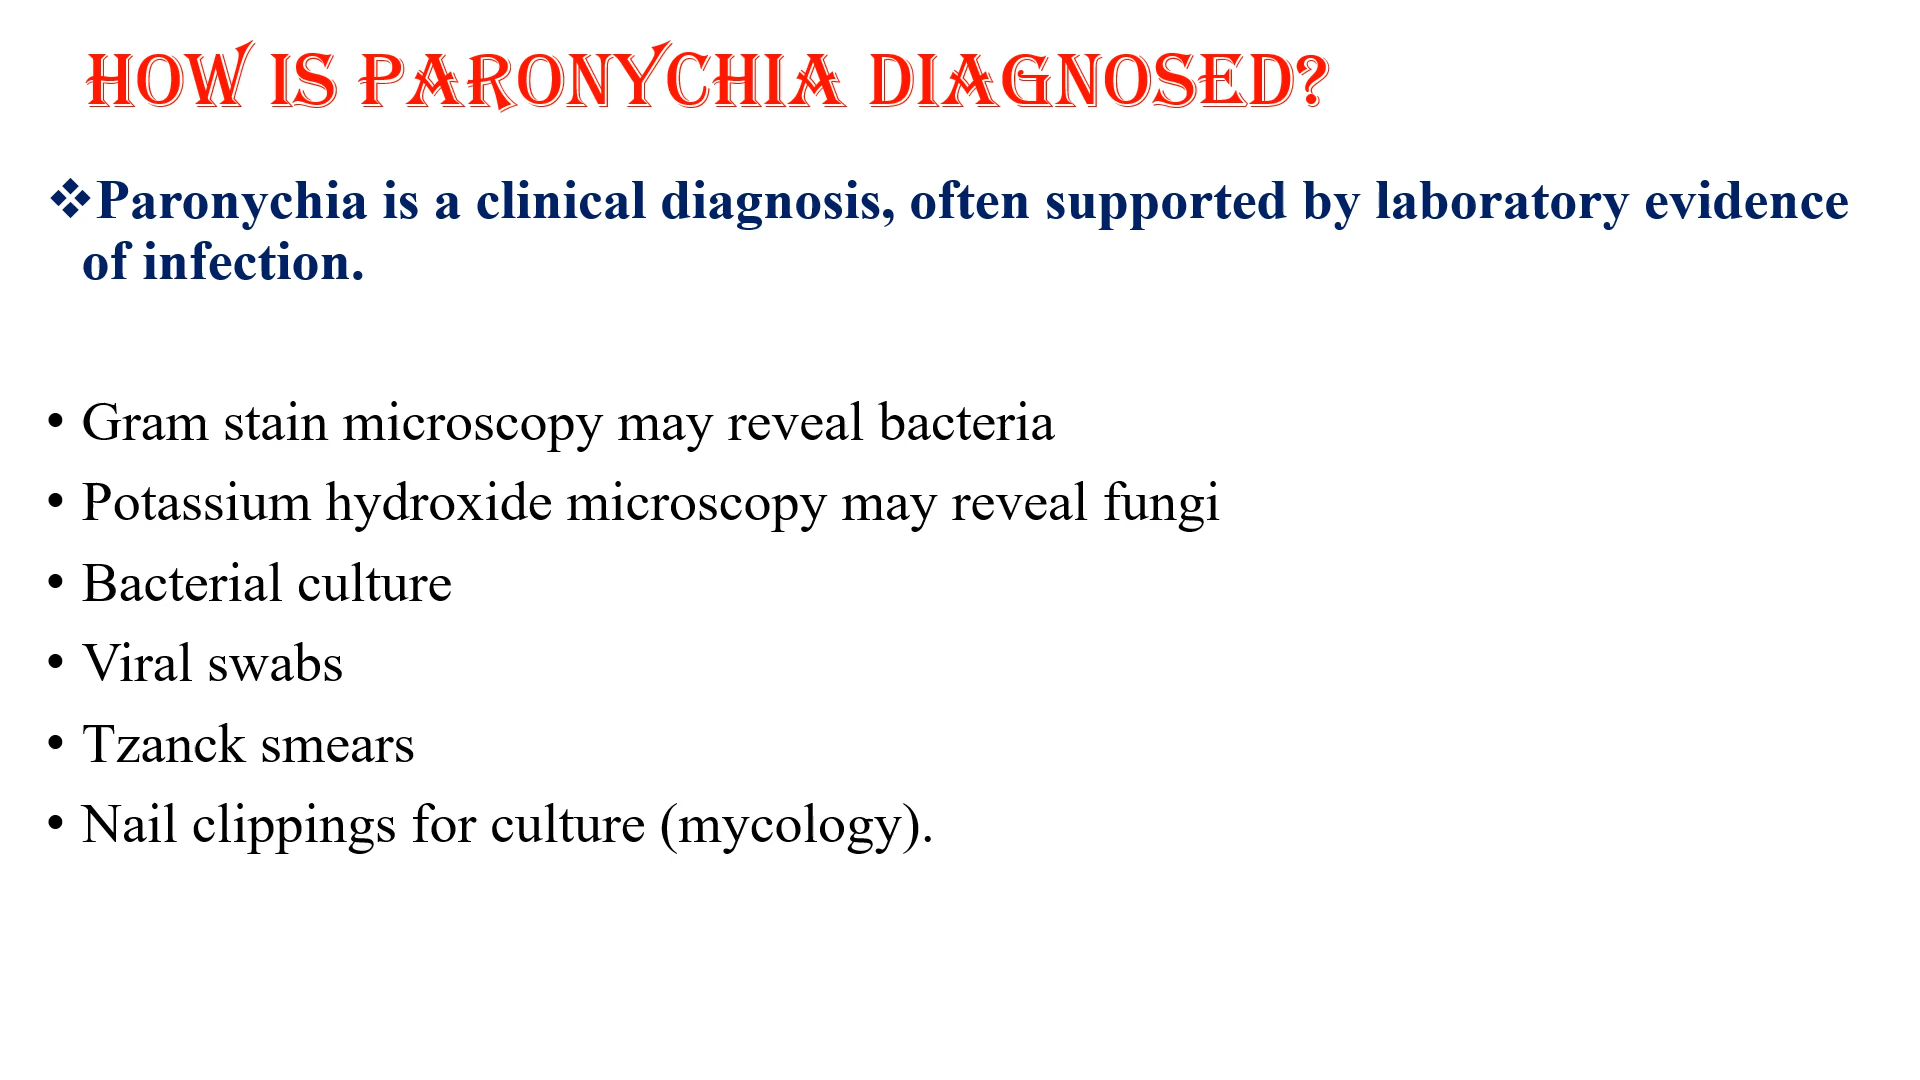 HOW IS PARONYCHIA DIAGNOSED?
❖Paronychia is a clinical diagnosis, often supported by laboratory evidence
of infection.
• Gram stain microscopy may reveal bacteria
• Potassium hydroxide microscopy may reveal fungi
• Bacterial culture
• Viral swabs
• Tzanck smears
• Nail clippings for culture (mycology).